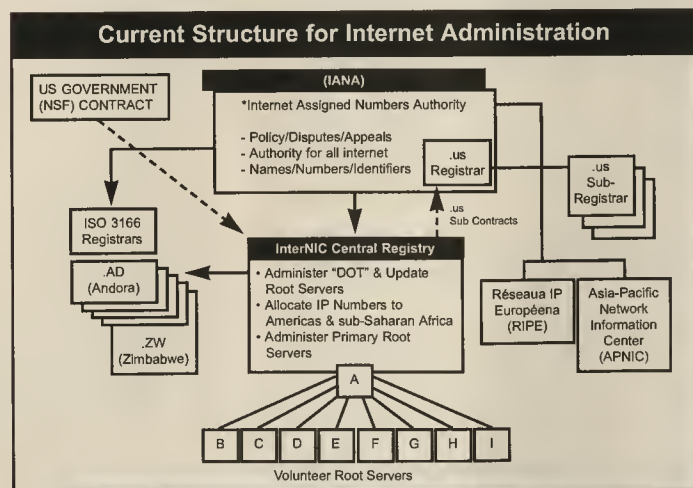 Current Structure for Internet Administration
US GOVERNMENT
(NSF) CONTRACT
(IANA)
*Internet Assigned Numbers Authority
- Policy/Disputes/Appeals
- Authority for all internet
- Names/Numbers/Identifiers
.us
Registrar
.us
Sub-
Registrar
.us
Sub Contracts
ISO 3166
Registrars
.AD
(Andora)
.ZW
(Zimbabwe)
InterNIC Central Registry
• Administer "DOT" & Update
Root Servers
• Allocate IP Numbers to
Americas & sub-Saharan Africa
• Administer Primary Root
Servers
Réseaua IP
Européena
(RIPE)
Asia-Pacific
Network
Information
Center
(APNIC)
A
B C D E F G H I
Volunteer Root Servers